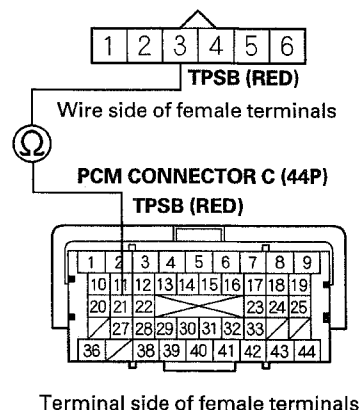 1 2 3 4 5 6
TPSB (RED)
Wire side of female terminals
Ω
PCM CONNECTOR C (44P)
TPSB (RED)
1 2 3 4 5 6 7 8 9
10 11 12 13 14 15 16 17 18 19
20 21 22 23 24 25
27 28 29 30 31 32 33
36 38 39 40 41 42 43 44
Terminal side of female terminals